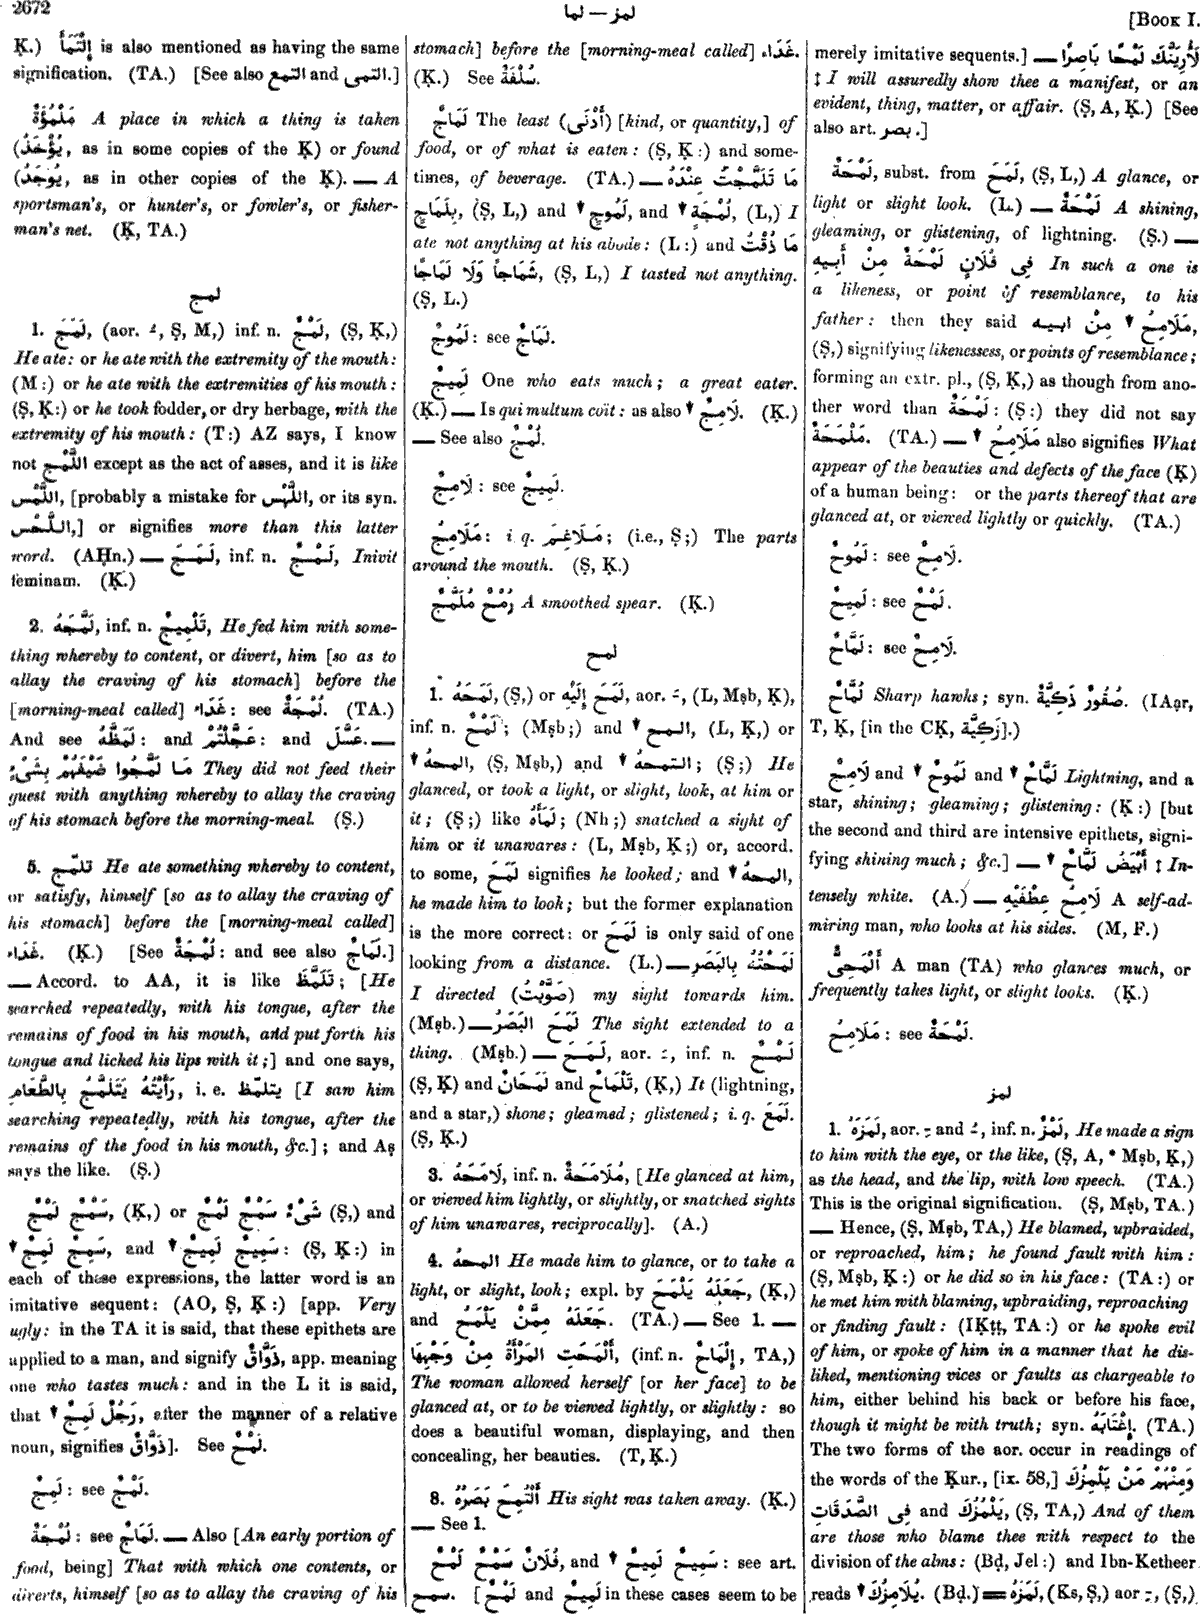 2672
لمز — لما
[BOOK I.
Ḳ.) إِلْتَمَأَ is also mentioned as having the same
signification. (TA.) [See also التمع and التمى.]
مَلْمُؤَةٌ A place in which a thing is taken
(يُؤْخَذُ, as in some copies of the Ḳ) or found
(يُوجَدُ, as in other copies of the Ḳ). — A
sportsman's, or hunter's, or fowler's, or fisher-
man's net. (Ḳ, TA.)
لمج
1. لَمَجَ, (aor. ـُ, Ṣ, M,) inf. n. لَمْجٌ, (Ṣ, Ḳ,)
He ate: or he ate with the extremity of the mouth:
(M:) or he ate with the extremities of his mouth:
(Ṣ, Ḳ:) or he took fodder, or dry herbage, with the
extremity of his mouth: (T:) AZ says, I know
not اللَّمْج except as the act of asses, and it is like
اللَّمْس, [probably a mistake for اللَّهْس, or its syn.
اللَّحْس,] or signifies more than this latter
word. (AḤn.) — لَمَجَ, inf. n. لَمْجٌ, Inivit
feminam. (Ḳ.)
2. لَمَّجَهُ, inf. n. تَلْمِيجٌ, He fed him with some-
thing whereby to content, or divert, him [so as to
allay the craving of his stomach] before the
[morning-meal called] غَدَاء: see لُمْجَةٌ. (TA.)
And see لَمَّظَهُ: and عَجَّلْتُمْ: and عَسَّلَ. —
مَا لَمَّجُوا ضَيْفَهُمْ بِشَىْءٍ They did not feed their
guest with anything whereby to allay the craving
of his stomach before the morning-meal. (Ṣ.)
5. تلمّج He ate something whereby to content,
or satisfy, himself [so as to allay the craving of
his stomach] before the [morning-meal called]
غَدَاء. (Ḳ.) [See لُمْجَةٌ: and see also لَمَاجٌ.]
— Accord. to AA, it is like تَلَمَّظَ; [He
searched repeatedly, with his tongue, after the
remains of food in his mouth, and put forth his
tongue and licked his lips with it;] and one says,
رَأَيْتُهُ يَتَلَمَّجُ بِالطَّعَامِ, i. e. يتلمّظ [I saw him
searching repeatedly, with his tongue, after the
remains of the food in his mouth, &c.]; and Aṣ
says the like. (Ṣ.)
سَمْجٌ لَمْجٌ, (Ḳ,) or شَىْءٌ سَمْجٌ لَمْجٌ (Ṣ,) and
سَمِجٌ لَمِجٌ, and سَمِيجٌ لَمِيجٌ: (Ṣ, Ḳ:) in
each of these expressions, the latter word is an
imitative sequent: (AO, Ṣ, Ḳ:) [app. Very
ugly: in the TA it is said, that these epithets are
applied to a man, and signify ذَوَّاقٌ, app. meaning
one who tastes much: and in the L it is said,
that رَجُلٌ لَمِجٌ, after the manner of a relative
noun, signifies ذَوَّاقٌ]. See لَمْجٌ.
لَمِجٌ: see لَمْجٌ.
لُمْجَةٌ: see لَمَاجٌ. — Also [An early portion of
food, being] That with which one contents, or
diverts, himself [so as to allay the craving of his
stomach] before the [morning-meal called] غَدَاء.
(Ḳ.) See سُلْفَةٌ.
لَمَاجٌ The least (أَدْنَى) [kind, or quantity,] of
food, or of what is eaten: (Ṣ, Ḳ:) and some-
times, of beverage. (TA.) — مَا تَلَمَّجْتُ عِنْدَهُ
بِلَمَاجٍ, (Ṣ, L,) and لَمُوجٍ, and لُمْجَةٍ, (L,) I
ate not anything at his abode: (L:) and مَا ذُقْتُ
شَمَاجاً وَلَا لَمَاجًا, (Ṣ, L,) I tasted not anything.
(Ṣ, L.)
لَمُوجٌ: see لَمَاجٌ.
لَمِيجٌ One who eats much; a great eater.
(Ḳ.) — Is qui multum coït: as also لَامِجٌ. (Ḳ.)
— See also لَمْجٌ.
لَامِجٌ: see لَمِيجٌ.
مَلَامِجُ: i. q. مَلَاغِمَ; (i.e., Ṣ;) The parts
around the mouth. (Ṣ, Ḳ.)
رُمْحٌ مُلَمَّجٌ A smoothed spear. (Ḳ.)
لمح
1. لَمَحَهُ, (Ṣ,) or لَمَحَ إِلَيْهِ, aor. ـَ, (L, Mṣb, Ḳ),
inf. n. لَمْحٌ; (Mṣb;) and المح, (L, Ḳ,) or
المحهُ, (Ṣ, Mṣb,) and التمحهُ; (Ṣ;) He
glanced, or took a light, or slight, look, at him or
it; (Ṣ;) like لَمَأَهُ; (Nh;) snatched a sight of
him or it unawares: (L, Mṣb, Ḳ;) or, accord.
to some, لَمَحَ signifies he looked; and المحهُ,
he made him to look; but the former explanation
is the more correct: or لَمَحَ is only said of one
looking from a distance. (L.) — لَمَحْتُهُ بِالبَصَرِ
I directed (صَوَّبْتُ) my sight towards him.
(Mṣb.) — لَمَحَ البَصَرُ The sight extended to a
thing. (Mṣb.) — لَمَحَ, aor. ـَ, inf. n. لَمْحٌ
(Ṣ, Ḳ) and لَمَحَانٌ and تَلْمَاحٌ, (Ḳ,) It (lightning,
and a star,) shone; gleamed; glistened; i. q. لَمَعَ.
(Ṣ, Ḳ.)
3. لَامَحَهُ, inf. n. مُلَامَحَةٌ, [He glanced at him,
or viewed him lightly, or slightly, or snatched sights
of him unawares, reciprocally]. (A.)
4. المحهُ He made him to glance, or to take a
light, or slight, look; expl. by جَعَلَهُ يَلْمَحُ, (Ḳ,)
and جَعَلَهُ مِمَّنْ يَلْمَحُ. (TA.) — See 1. —
أَلْمَحَتِ المَرْأَةُ مِنْ وَجْهِهَا, (inf. n. إِلْمَاحٌ, TA,)
The woman allowed herself [or her face] to be
glanced at, or to be viewed lightly, or slightly: so
does a beautiful woman, displaying, and then
concealing, her beauties. (T, Ḳ.)
8. أُلْتُمِحَ بَصَرُهُ His sight was taken away. (Ḳ.)
— See 1.
فُلَانٌ سَمْجٌ لَمْجٌ, and سَمِيجٌ لَمِيجٌ: see art.
سمج. [لَمْجٌ and لَمِيجٌ in these cases seem to be
merely imitative sequents.] — لَأُرِيَنَّكَ لَمْحًا بَاصِرًا
‡ I will assuredly show thee a manifest, or an
evident, thing, matter, or affair. (Ṣ, A, Ḳ.) [See
also art. بصر.]
لَمْحَةٌ, subst. from لَمَحَ, (Ṣ, L,) A glance, or
light or slight look. (L.) — لَمْحَةٌ A shining,
gleaming, or glistening, of lightning. (Ṣ.) —
فِى فُلَانٍ لَمْحَةٌ مِنْ أَبِيهِ In such a one is
a likeness, or point of resemblance, to his
father: then they said مَلَامِحُ مِنْ ابيه,
(Ṣ,) signifying likenessess, or points of resemblance;
forming an extr. pl., (Ṣ, Ḳ,) as though from ano-
ther word than لَمْحَةٌ: (Ṣ:) they did not say
مَلْمَحَةٌ. (TA.) — مَلَامِحُ also signifies What
appear of the beauties and defects of the face (Ḳ)
of a human being: or the parts thereof that are
glanced at, or viewed lightly or quickly. (TA.)
لَمُوحٌ: see لَامِحٌ.
لَمِيحٌ: see لَمْحٌ.
لَمَّاحٌ: see لَامِحٌ.
لُمَّاحٌ Sharp hawks; syn. صُقُورٌ ذَكِيَّةٌ. (IAạr,
T, Ḳ, [in the CḲ, زَكِيَّة].)
لَامِحٌ and لَمُوحٌ and لَمَّاحٌ Lightning, and a
star, shining; gleaming; glistening: (Ḳ:) [but
the second and third are intensive epithets, signi-
fying shining much; &c.] — أَبْيَضُ لَمَّاحٌ ‡ In-
tensely white. (A.) — لَامِحُ عِطْفَيْهِ A self-ad-
miring man, who looks at his sides. (M, F.)
أَلْمَحِىٌّ A man (TA) who glances much, or
frequently takes light, or slight looks. (Ḳ.)
مَلَامِحُ: see لَمْحَةٌ.
لمز
1. لَمَزَهُ, aor. ـِ and ـُ, inf. n. لَمْزٌ, He made a sign
to him with the eye, or the like, (Ṣ, A, * Mṣb, Ḳ,)
as the head, and the lip, with low speech. (TA.)
This is the original signification. (Ṣ, Mṣb, TA.)
— Hence, (Ṣ, Mṣb, TA,) He blamed, upbraided,
or reproached, him; he found fault with him:
(Ṣ, Mṣb, Ḳ:) or he did so in his face: (TA:) or
he met him with blaming, upbraiding, reproaching
or finding fault: (IḲṭṭ, TA:) or he spoke evil
of him, or spoke of him in a manner that he dis-
liked, mentioning vices or faults as chargeable to
him, either behind his back or before his face,
though it might be with truth; syn. إِغْتَابَهُ. (TA.)
The two forms of the aor. occur in readings of
the words of the Ḳur., [ix. 58,] وَمِنْهُمْ مَنْ يَلْمِزُكَ
فِى الصَّدَقَاتِ and يَلْمُزُكَ, (Ṣ, TA,) And of them
are those who blame thee with respect to the
division of the alms: (Bḍ, Jel:) and Ibn-Ketheer
reads يُلَامِزُكَ. (Bḍ.) = لَمَزَهُ, (Ks, Ṣ,) aor ـِ, (Ṣ,)